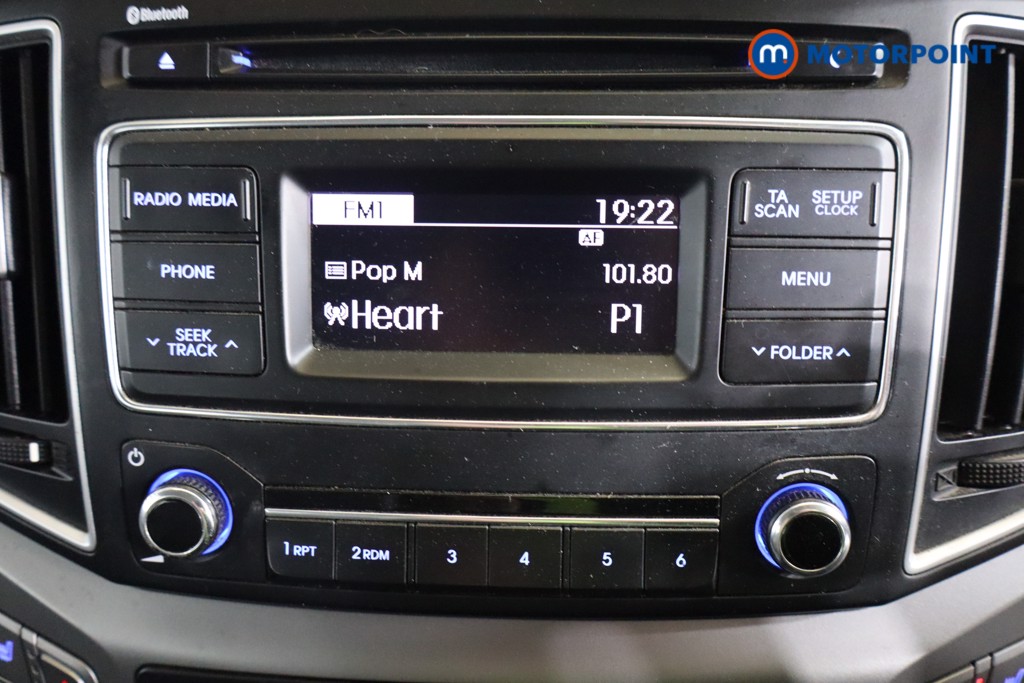 Bluetooth
m MOTORPOINT
RADIO MEDIA
FM1 19:22
TA SCAN SETUP CLOCK
AF
PHONE
Pop M 101.80
MENU
Heart P1
SEEK TRACK
FOLDER
1 RPT 2 RDM 3 4 5 6